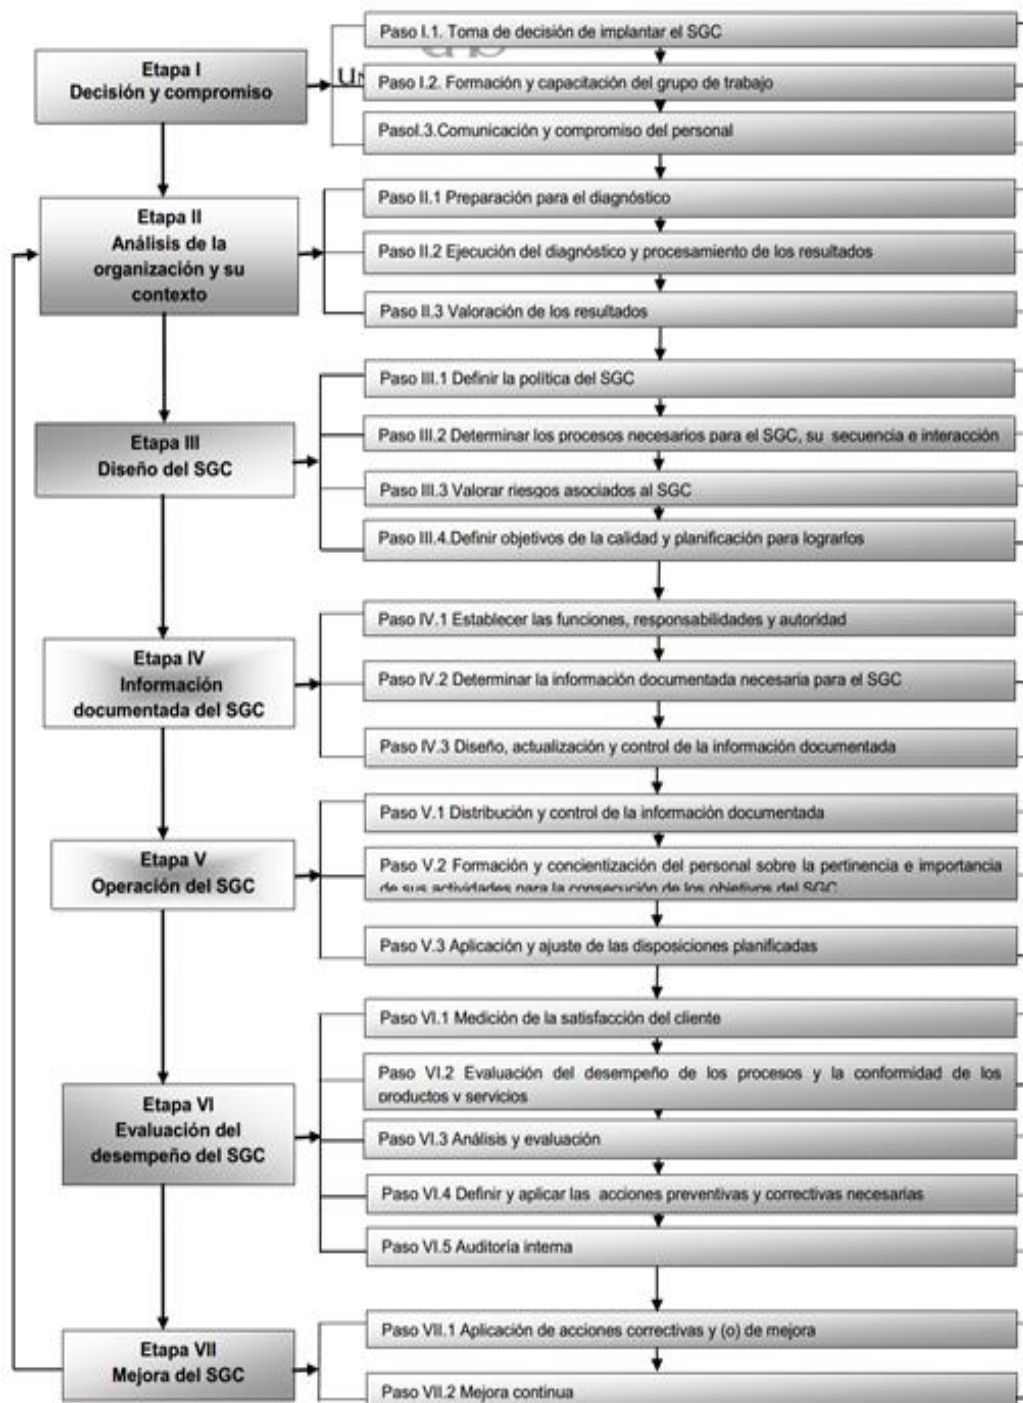 Etapa I
Decisión y compromiso
Paso I.1. Toma de decisión de implantar el SGC
Paso I.2. Formación y capacitación del grupo de trabajo
PasoI.3.Comunicación y compromiso del personal
Etapa II
Análisis de la
organización y su
contexto
Paso II.1 Preparación para el diagnóstico
Paso II.2 Ejecución del diagnóstico y procesamiento de los resultados
Paso II.3 Valoración de los resultados
Etapa III
Diseño del SGC
Paso III.1 Definir la política del SGC
Paso III.2 Determinar los procesos necesarios para el SGC, su secuencia e interacción
Paso III.3 Valorar riesgos asociados al SGC
Paso III.4.Definir objetivos de la calidad y planificación para lograrlos
Etapa IV
Información
documentada del SGC
Paso IV.1 Establecer las funciones, responsabilidades y autoridad
Paso IV.2 Determinar la información documentada necesaria para el SGC
Paso IV.3 Diseño, actualización y control de la información documentada
Etapa V
Operación del SGC
Paso V.1 Distribución y control de la información documentada
Paso V.2 Formación y concientización del personal sobre la pertinencia e importancia
de sus actividades para la consecución de los objetivos del SGC
Paso V.3 Aplicación y ajuste de las disposiciones planificadas
Etapa VI
Evaluación del
desempeño del SGC
Paso VI.1 Medición de la satisfacción del cliente
Paso VI.2 Evaluación del desempeño de los procesos y la conformidad de los
productos y servicios
Paso VI.3 Análisis y evaluación
Paso VI.4 Definir y aplicar las acciones preventivas y correctivas necesarias
Paso VI.5 Auditoría interna
Etapa VII
Mejora del SGC
Paso VII.1 Aplicación de acciones correctivas y (o) de mejora
Paso VII.2 Mejora continua